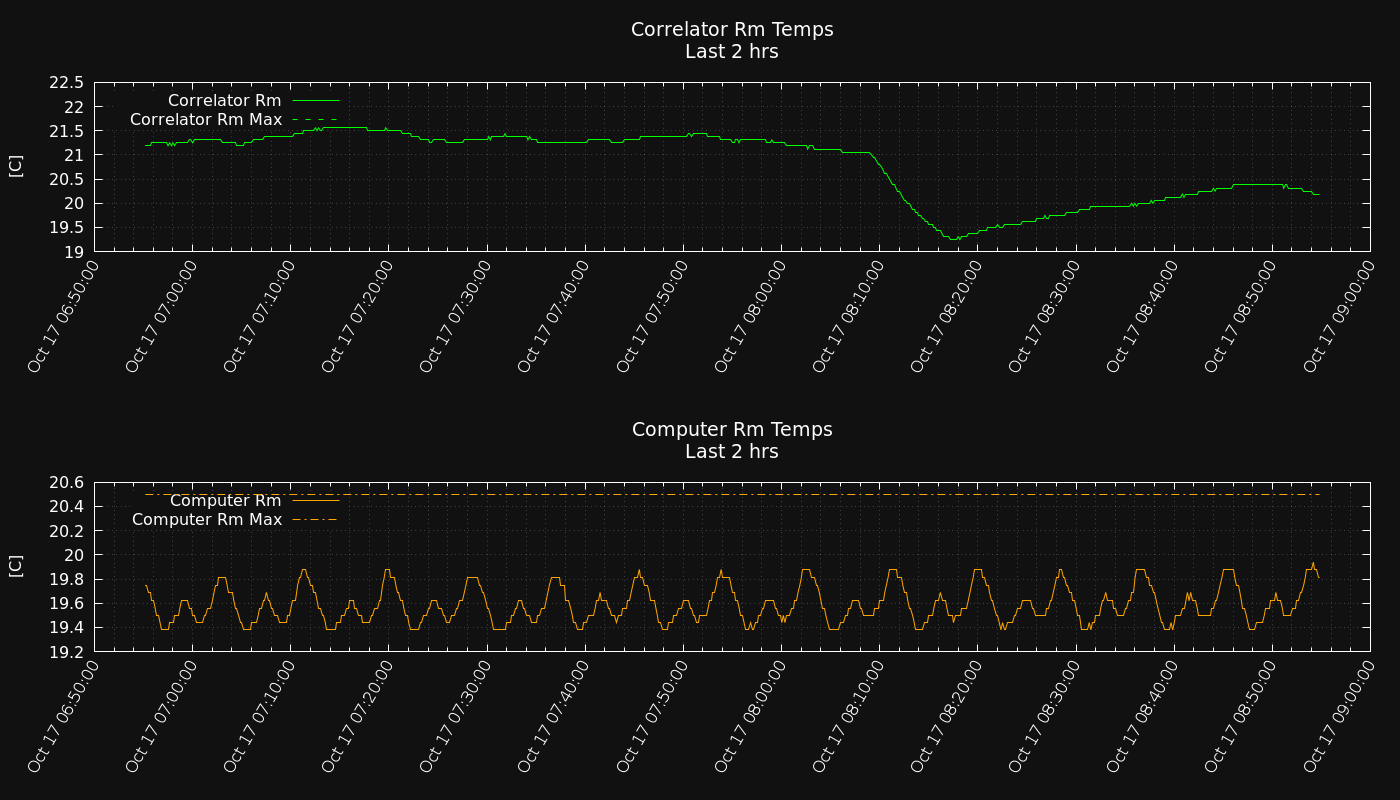 Correlator Rm Temps
Last 2 hrs
22.5
22
21.5
21
20.5
20
19.5
19
[C]
Correlator Rm
Correlator Rm Max
Oct 17 06:50:00
Oct 17 07:00:00
Oct 17 07:10:00
Oct 17 07:20:00
Oct 17 07:30:00
Oct 17 07:40:00
Oct 17 07:50:00
Oct 17 08:00:00
Oct 17 08:10:00
Oct 17 08:20:00
Oct 17 08:30:00
Oct 17 08:40:00
Oct 17 08:50:00
Oct 17 09:00:00
Computer Rm Temps
Last 2 hrs
20.6
20.4
20.2
20
19.8
19.6
19.4
19.2
[C]
Computer Rm
Computer Rm Max
Oct 17 06:50:00
Oct 17 07:00:00
Oct 17 07:10:00
Oct 17 07:20:00
Oct 17 07:30:00
Oct 17 07:40:00
Oct 17 07:50:00
Oct 17 08:00:00
Oct 17 08:10:00
Oct 17 08:20:00
Oct 17 08:30:00
Oct 17 08:40:00
Oct 17 08:50:00
Oct 17 09:00:00